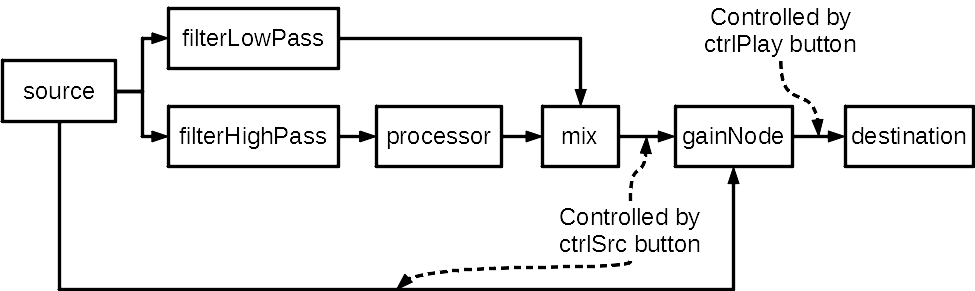 Controlled by
ctrlPlay button
filterLowPass
source
filterHighPass
processor
mix
gainNode
destination
Controlled by
ctrlSrc button